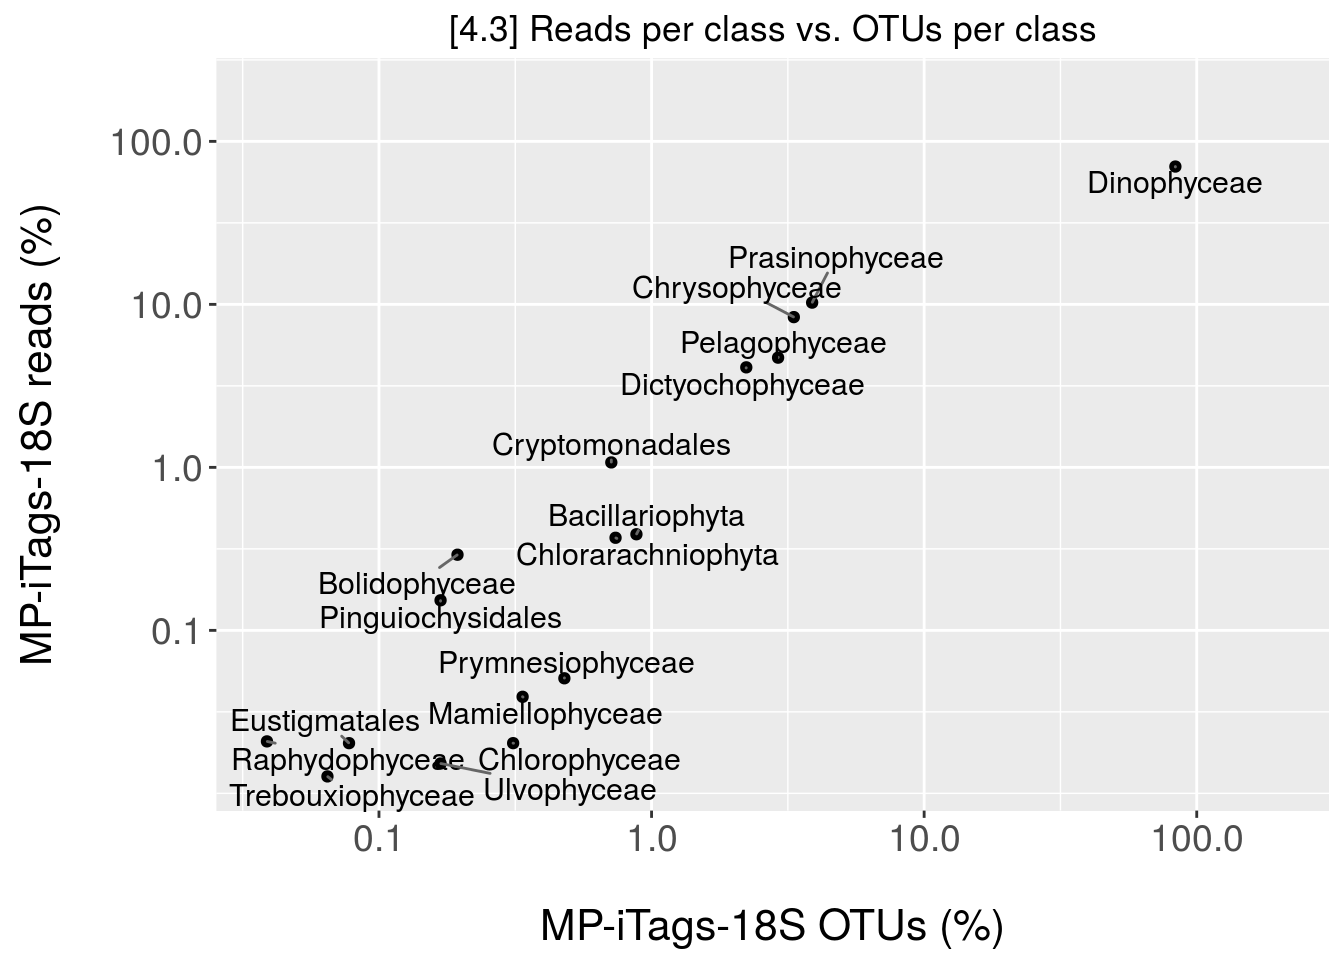 [4.3] Reads per class vs. OTUs per class
MP-iTags-18S reads (%)
100.0
10.0
1.0
0.1
Dinophyceae
Prasinophyceae
Chrysophyceae
Pelagophyceae
Dictyochophyceae
Cryptomonadales
Bacillariophyta
Chlorarachniophyta
Bolidophyceae
Pinguiochysidales
Prymnesiophyceae
Eustigmatales Mamiellophyceae
Raphydophyceae Chlorophyceae
Trebouxiophyceae Ulvophyceae
0.1 1.0 10.0 100.0
MP-iTags-18S OTUs (%)